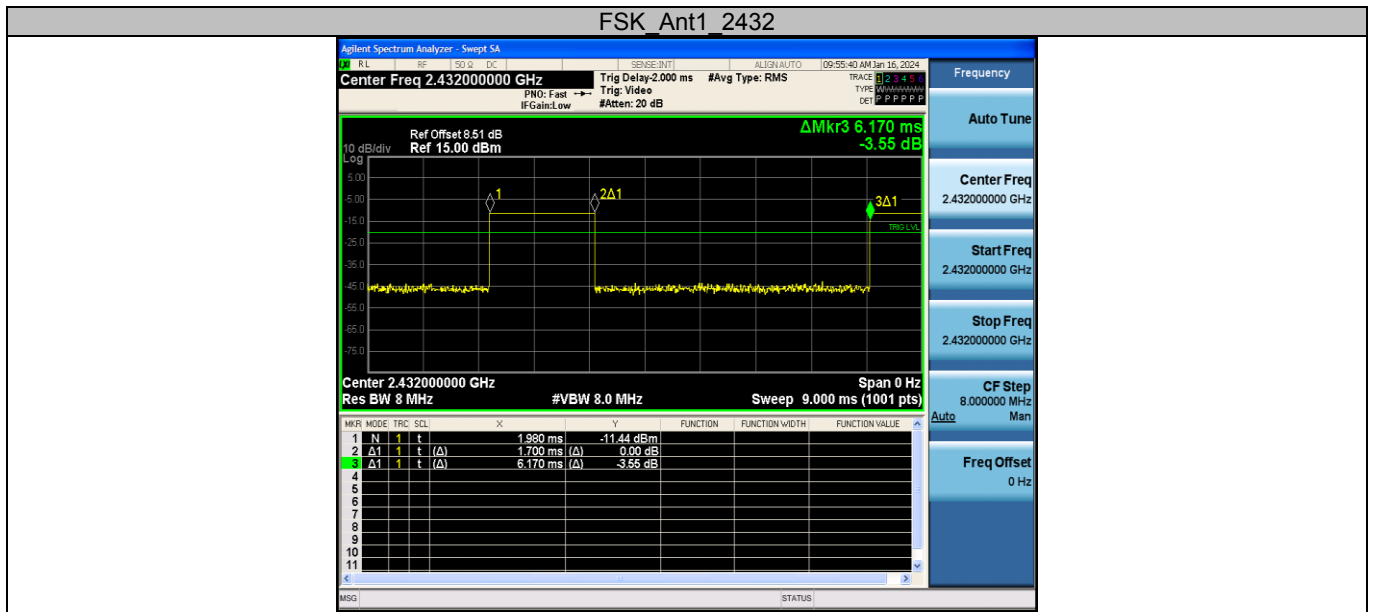 FSK_Ant1_2432
Agilent Spectrum Analyzer - Swept SA
RL RF 50 Ω DC SENSE:INT ALIGN AUTO 09:55:40 AM Jan 16, 2024
Center Freq 2.432000000 GHz
Trig Delay-2.000 ms #Avg Type: RMS TRACE 1 2 3 4 5 6
PNO: Fast Trig: Video TYPE
IFGain:Low #Atten: 20 dB DET P P P P P P
Frequency
Auto Tune
Center Freq
2.432000000 GHz
Start Freq
2.432000000 GHz
Stop Freq
2.432000000 GHz
CF Step
8.000000 MHz
Auto Man
Freq Offset
0 Hz
ΔMkr3 6.170 ms
-3.55 dB
Ref Offset 8.51 dB
10 dB/div Ref 15.00 dBm
Log
5.00
-5.00
-15.0
-25.0
-35.0
-45.0
-55.0
-65.0
-75.0
1
2Δ1
3Δ1
TRIG LVL
Center 2.432000000 GHz Span 0 Hz
Res BW 8 MHz #VBW 8.0 MHz Sweep 9.000 ms (1001 pts)
MKR MODE TRC SCL X Y FUNCTION FUNCTION WIDTH FUNCTION VALUE
1 N 1 t 1.980 ms -11.44 dBm
2 Δ1 1 t (Δ) 1.700 ms (Δ) 0.00 dB
3 Δ1 1 t (Δ) 6.170 ms (Δ) -3.55 dB
4
5
6
7
8
9
10
11
MSG STATUS